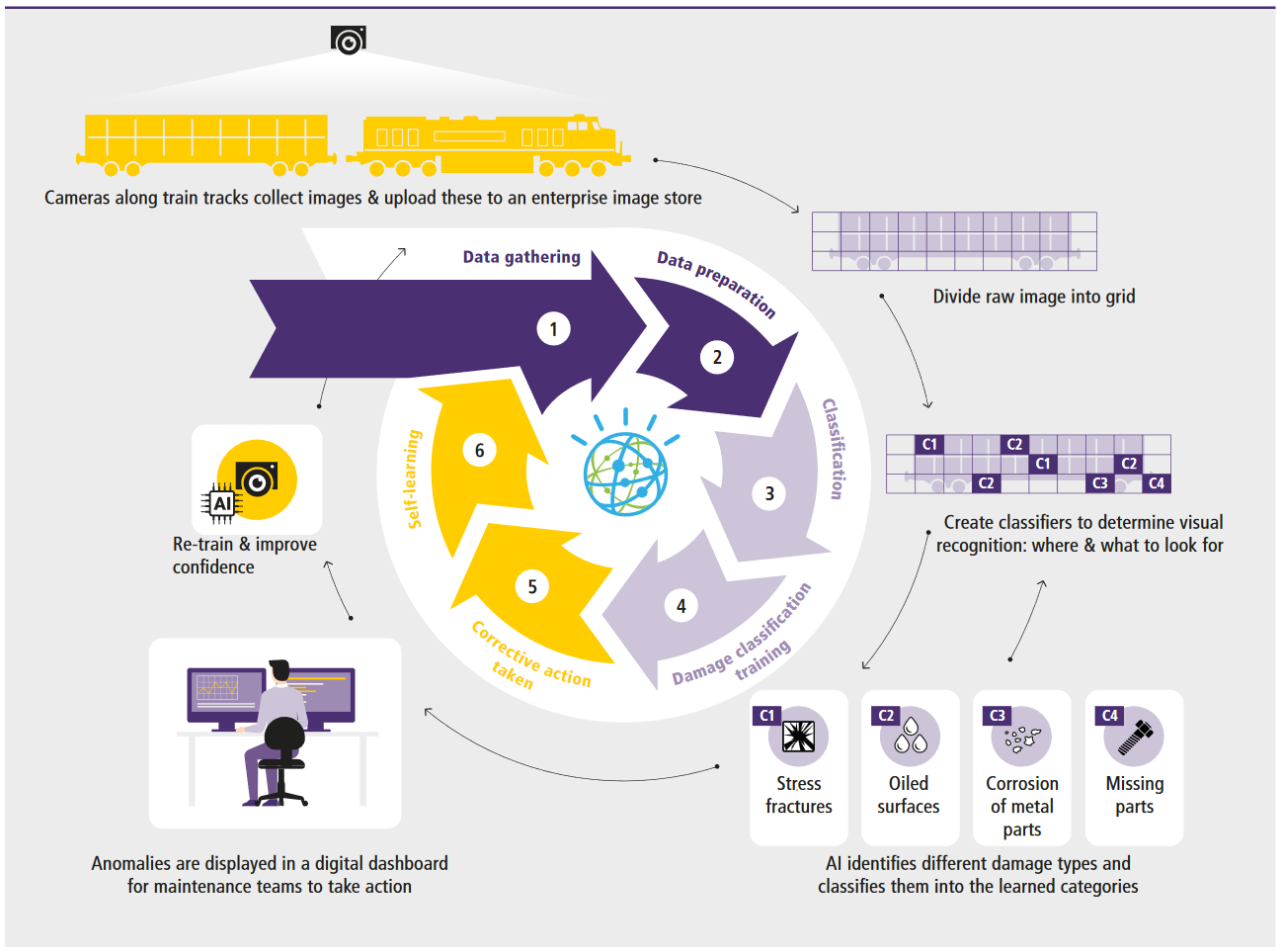 Cameras along train tracks collect images & upload these to an enterprise image store
Data gathering
1
Data preparation
2
Divide raw image into grid
Classification
3
C1
C2
C1
C2
C2
C3
C4
Create classifiers to determine visual
recognition: where & what to look for
Damage classification
training
4
C1
Stress
fractures
C2
Oiled
surfaces
C3
Corrosion
of metal
parts
C4
Missing
parts
AI identifies different damage types and
classifies them into the learned categories
Corrective action
taken
5
Anomalies are displayed in a digital dashboard
for maintenance teams to take action
Self-learning
6
AI
Re-train & improve
confidence